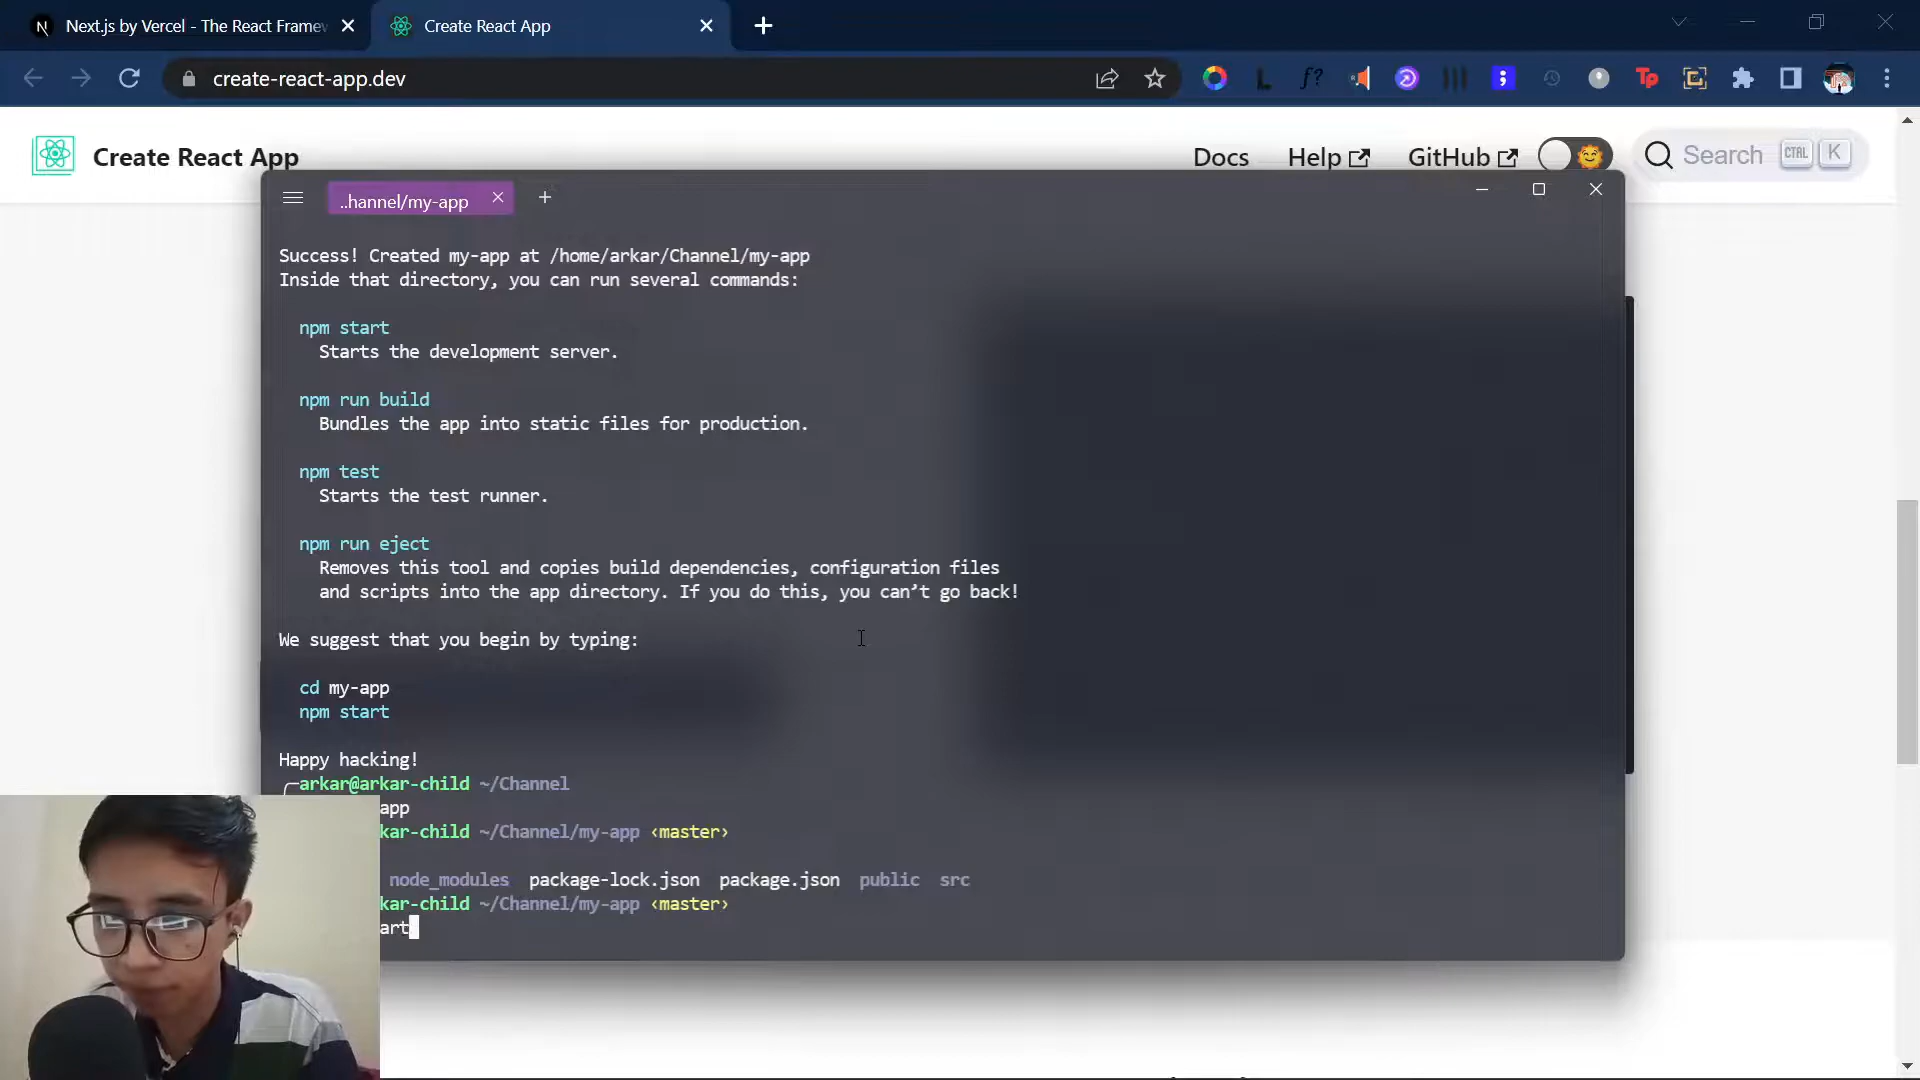 Next.js by Vercel - The React Framew
Create React App
create-react-app.dev
Create React App
Docs
Help
GitHub
Search
CTRL
K
..hannel/my-app
Success! Created my-app at /home/arkar/Channel/my-app
Inside that directory, you can run several commands:
npm start
Starts the development server.
npm run build
Bundles the app into static files for production.
npm test
Starts the test runner.
npm run eject
Removes this tool and copies build dependencies, configuration files
and scripts into the app directory. If you do this, you can’t go back!
We suggest that you begin by typing:
cd my-app
npm start
Happy hacking!
arkar@arkar-child ~/Channel
app
kar-child ~/Channel/my-app ‹master›
node_modules package-lock.json package.json public src
kar-child ~/Channel/my-app ‹master›
art